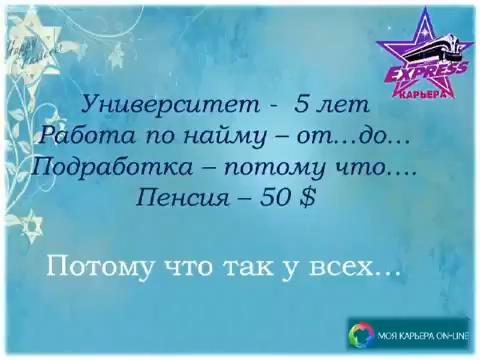 EXPRESS
КАРЬЕРА
Университет - 5 лет
Работа по найму – от…до…
Подработка – потому что….
Пенсия – 50 $
Потому что так у всех…
МОЯ КАРЬЕРА ON-LINE